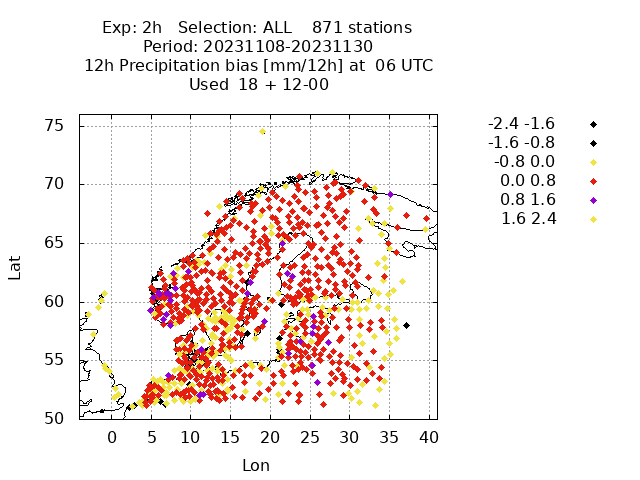 Exp: 2h   Selection: ALL    871 stations
Period: 20231108-20231130
12h Precipitation bias [mm/12h] at  06 UTC
Used  18 + 12-00
75
70
65
60
55
50
0 5 10 15 20 25 30 35 40
Lat
Lon
-2.4 -1.6
-1.6 -0.8
-0.8 0.0
0.0 0.8
0.8 1.6
1.6 2.4